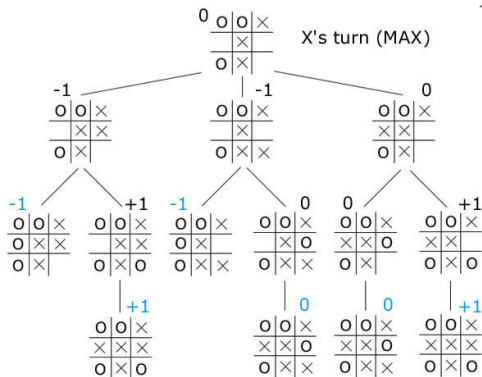 0
O O ×
×
O ×
X's turn (MAX)
-1 -1 0
O O × O O × O O ×
× × × × ×
O × O × × O ×
-1 +1 -1 0 0 +1
O O × O O × O O × O O × O O × O O ×
O × × × × O × × O × × O × ×
O × O × O O × × O × × O × O × O
+1 0 0 +1
O O × O O × O O × O O ×
× × × × × O × × O × × ×
O × O O × × O × × O × O